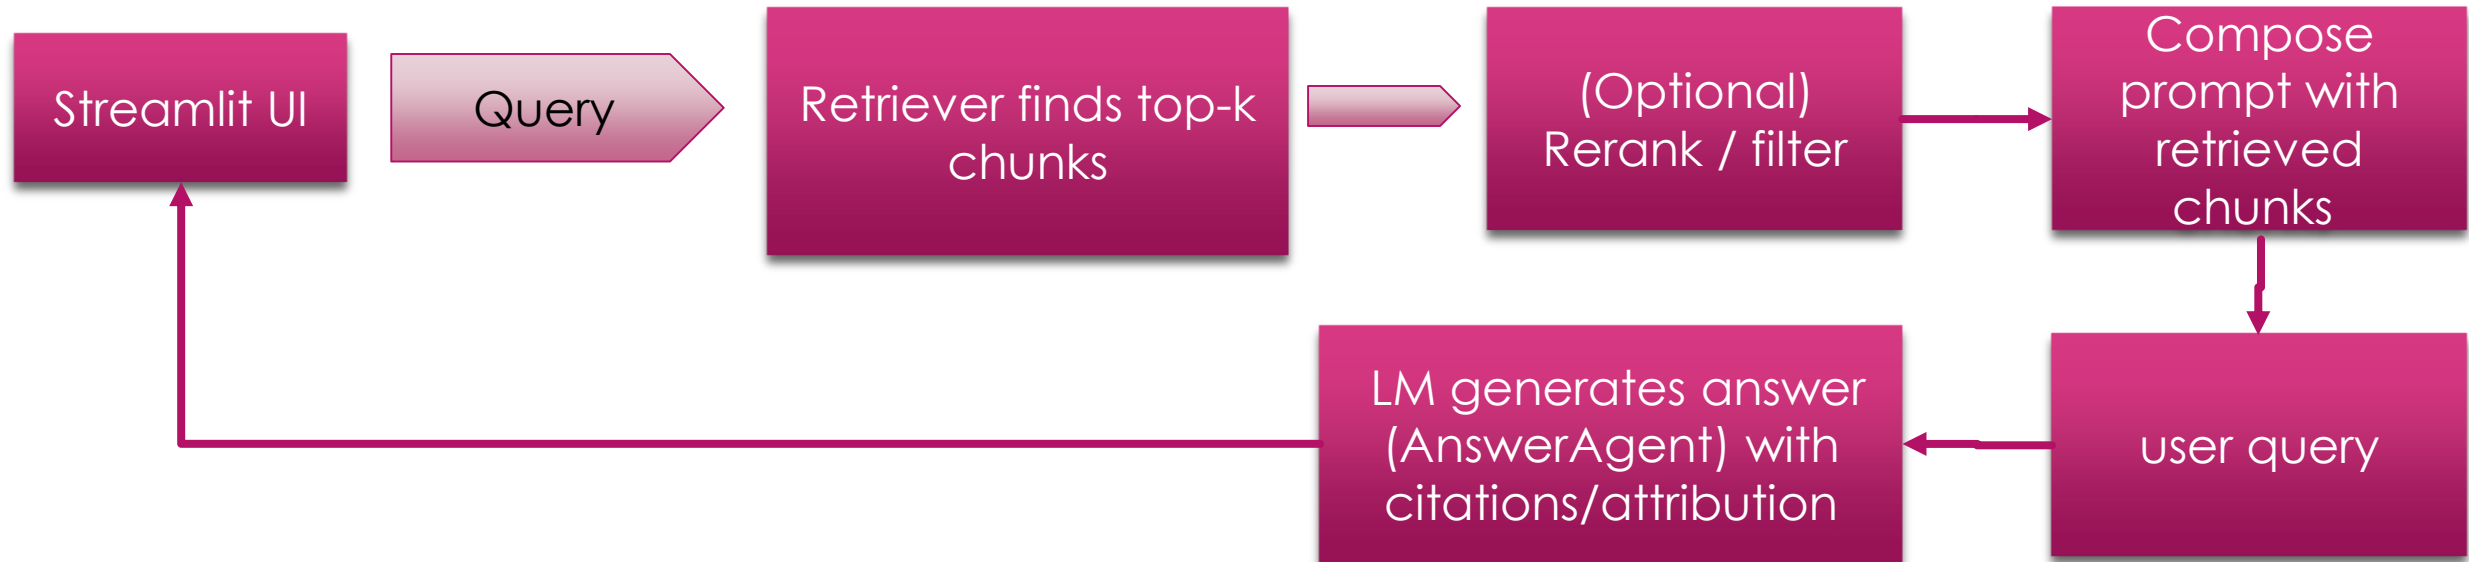 Streamlit UI
Query
Retriever finds top-k
chunks
(Optional)
Rerank / filter
Compose
prompt with
retrieved
chunks
user query
LM generates answer
(AnswerAgent) with
citations/attribution